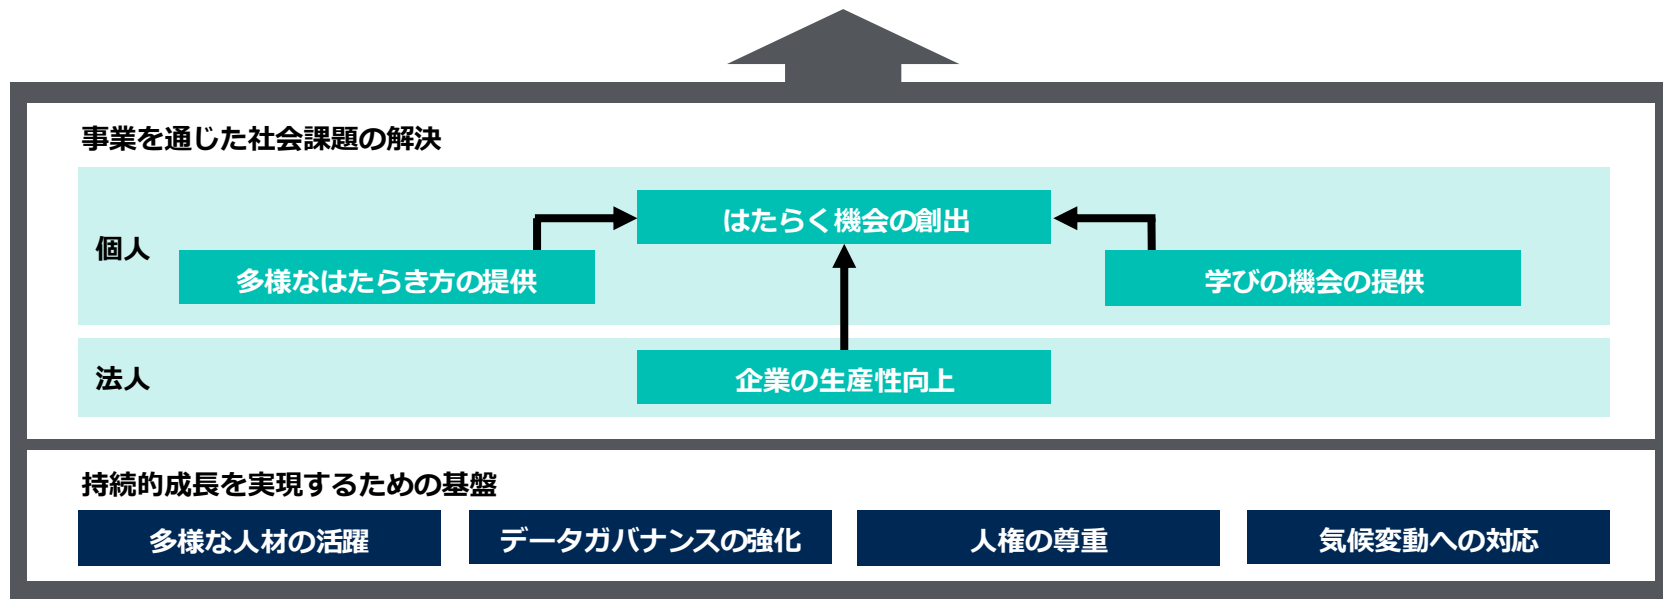 事業を通じた社会課題の解決
個人
はたらく機会の創出
多様なはたらき方の提供
学びの機会の提供
法人
企業の生産性向上
持続的成長を実現するための基盤
多様な人材の活躍
データガバナンスの強化
人権の尊重
気候変動への対応